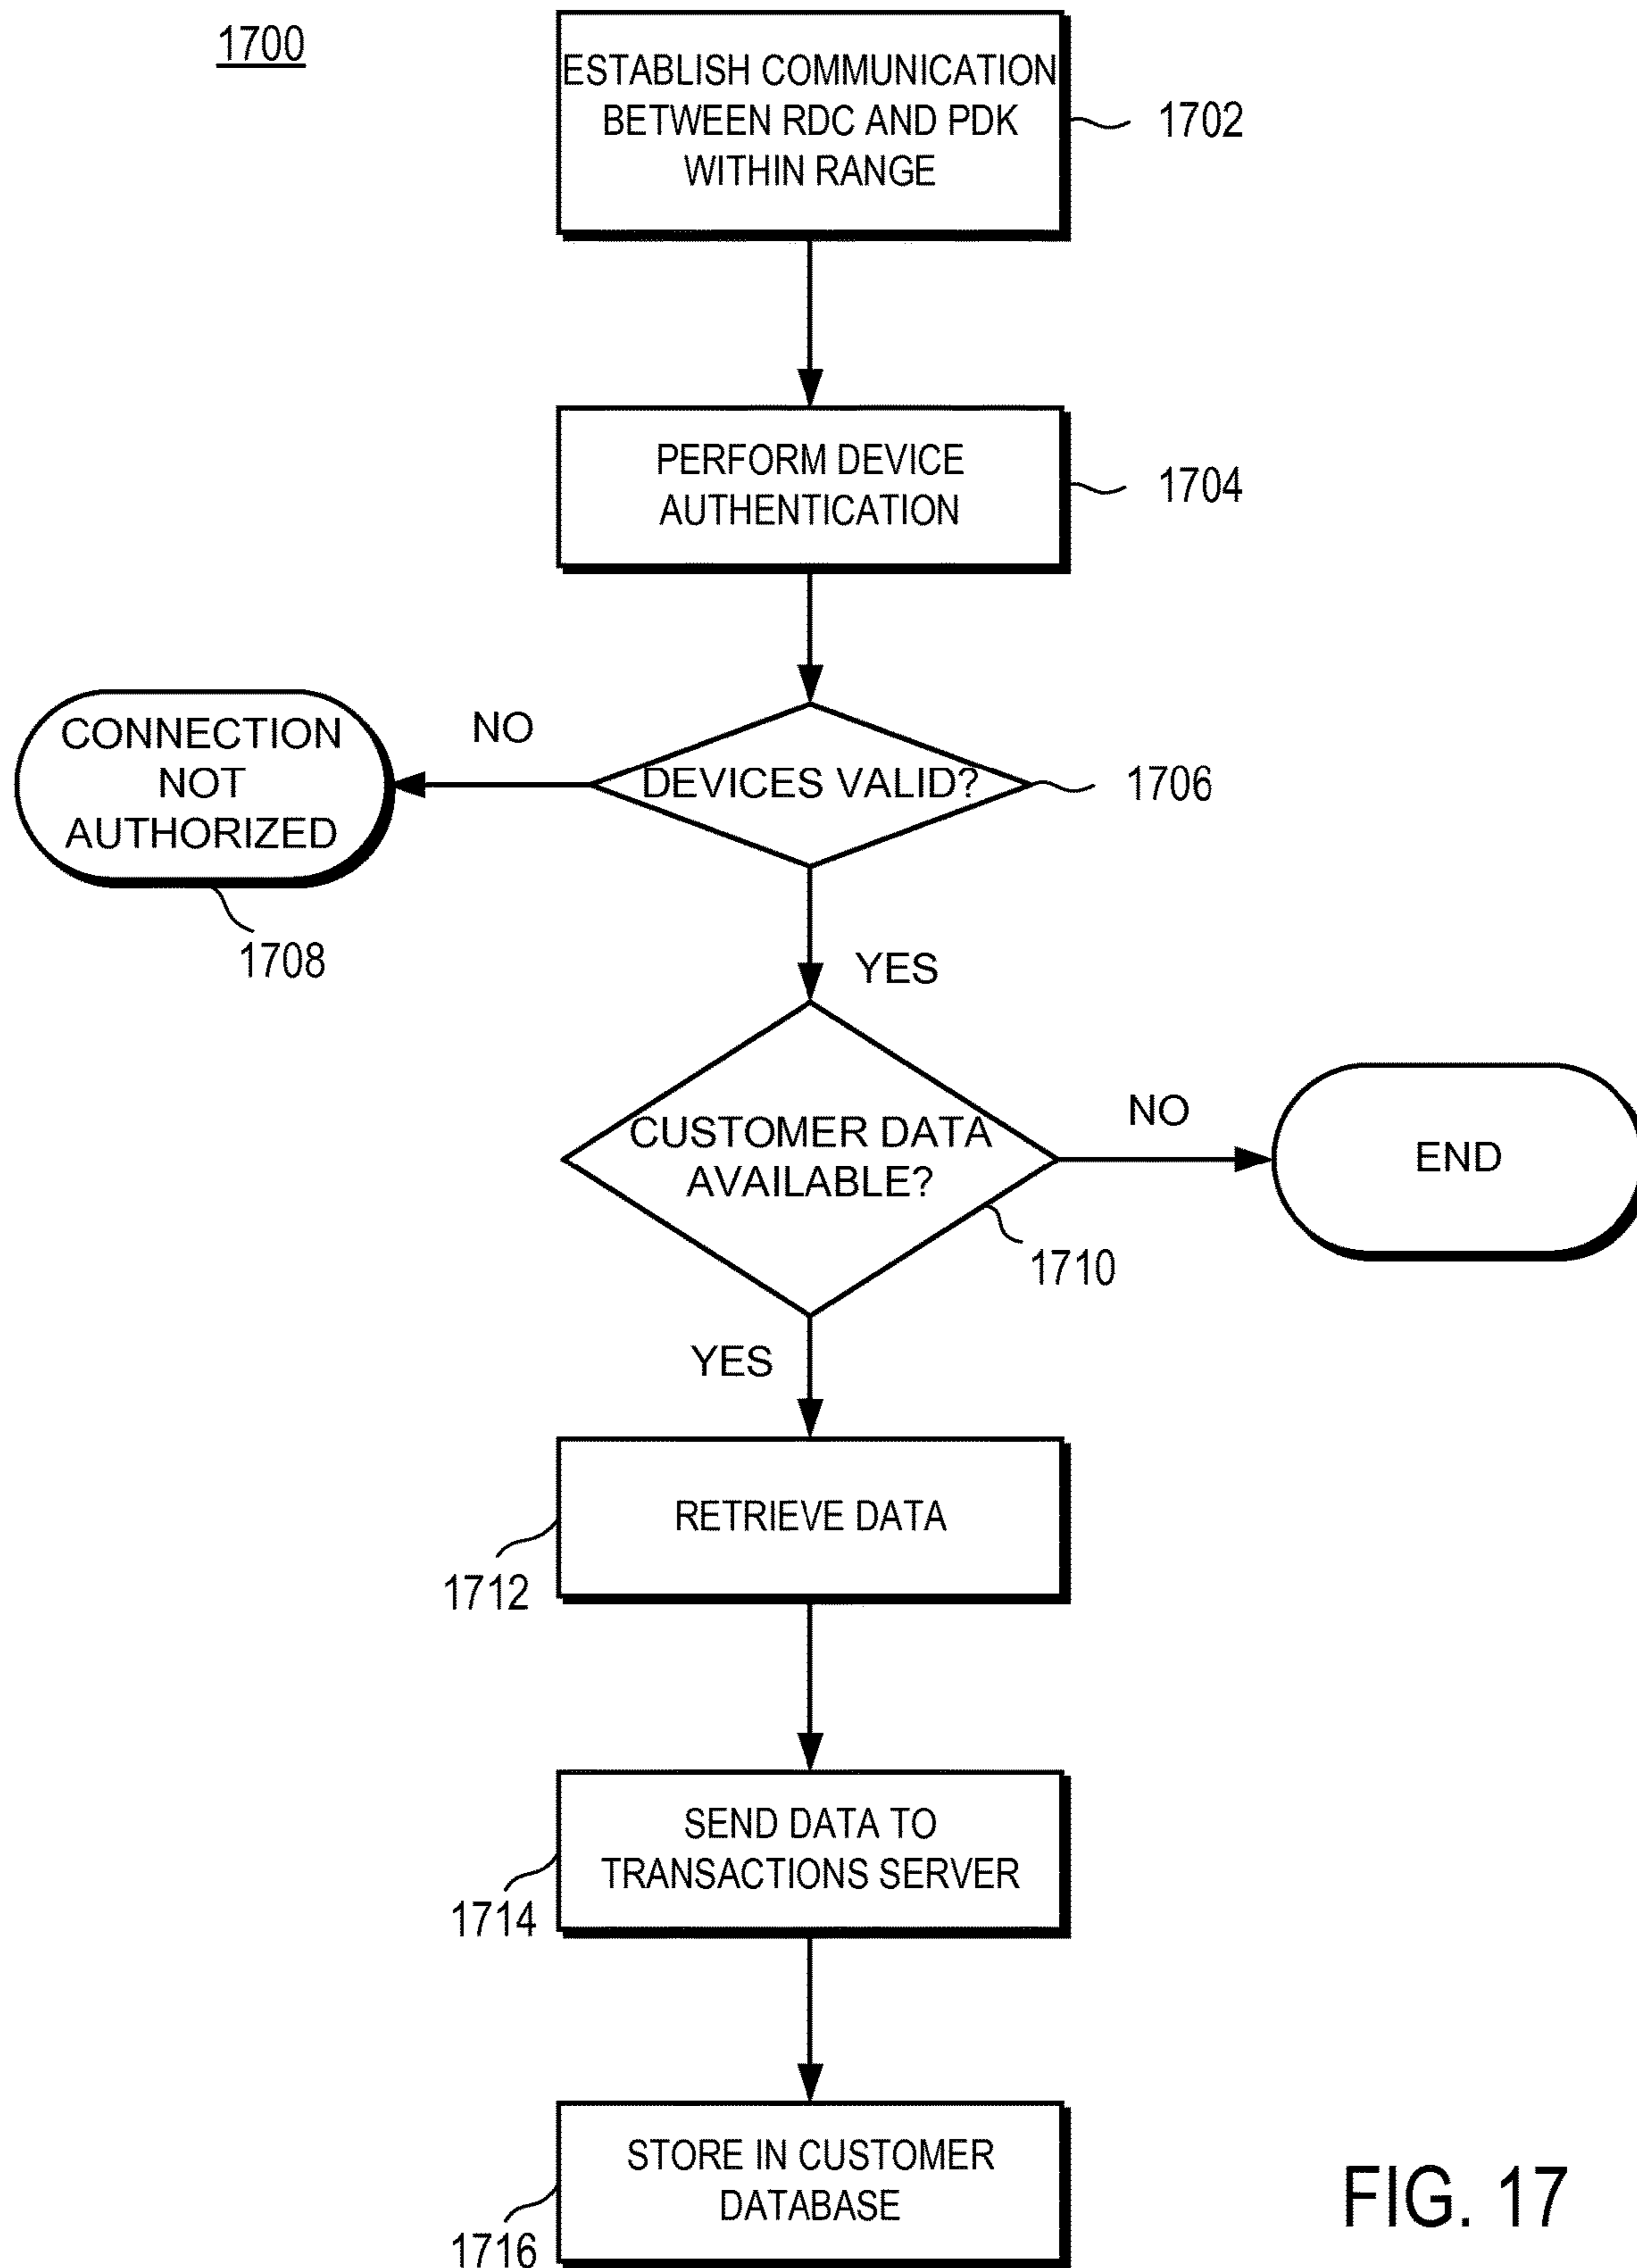 1700
ESTABLISH COMMUNICATION
BETWEEN RDC AND PDK
WITHIN RANGE
1702
PERFORM DEVICE
AUTHENTICATION
1704
CONNECTION
NOT
AUTHORIZED
1708
NO
DEVICES VALID?
1706
YES
CUSTOMER DATA
AVAILABLE?
1710
NO
END
YES
RETRIEVE DATA
1712
SEND DATA TO
TRANSACTIONS SERVER
1714
STORE IN CUSTOMER
DATABASE
1716
FIG. 17